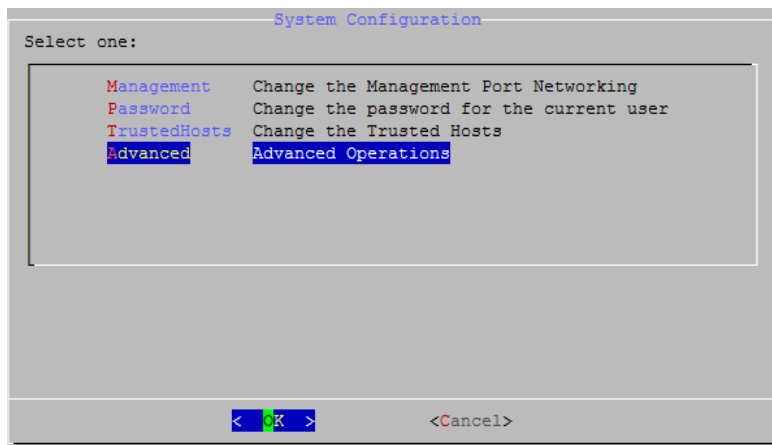 System Configuration
Select one:
Management Change the Management Port Networking
Password Change the password for the current user
TrustedHosts Change the Trusted Hosts
Advanced Advanced Operations
< OK > <Cancel>